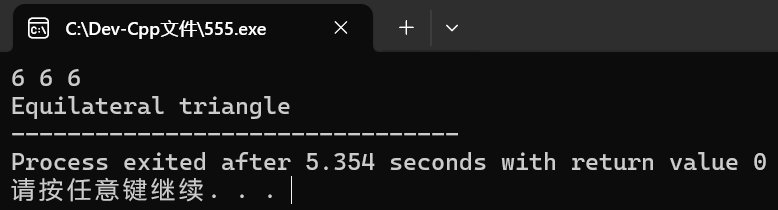 C:\Dev-Cpp文件\555.exe
6 6 6
Equilateral triangle
--------------------------------
Process exited after 5.354 seconds with return value 0
请按任意键继续. . .